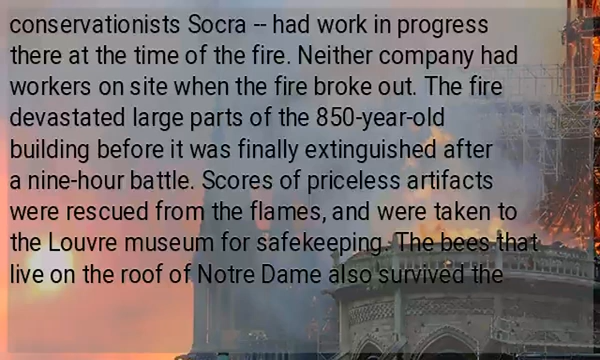 conservationists Socra -- had work in progress
there at the time of the fire. Neither company had
workers on site when the fire broke out. The fire
devastated large parts of the 850-year-old
building before it was finally extinguished after
a nine-hour battle. Scores of priceless artifacts
were rescued from the flames, and were taken to
the Louvre museum for safekeeping. The bees that
live on the roof of Notre Dame also survived the